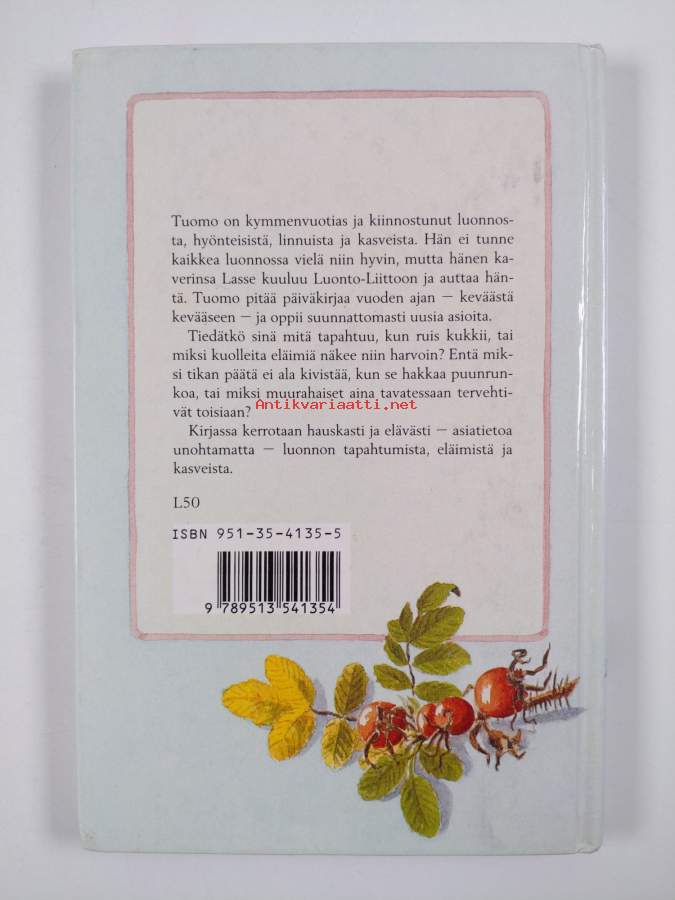 Tuomo on kymmenvuotias ja kiinnostunut luonnos-
ta, hyönteisistä, linnuista ja kasveista. Hän ei tunne
kaikkea luonnossa vielä niin hyvin, mutta hänen ka-
verinsa Lasse kuuluu Luonto-Liittoon ja auttaa hän-
tä. Tuomo pitää päiväkirjaa vuoden ajan – keväästä
kevääseen – ja oppii suunnattomasti uusia asioita.
Tiedätkö sinä mitä tapahtuu, kun ruis kukkii, tai
miksi kuolleita eläimiä näkee niin harvoin? Entä mik-
si tikan päätä ei ala kivistää, kun se hakkaa puunrun-
koa, tai miksi muurahaiset aina tavatessaan tervehti-
vät toisiaan?
Antikvariaatti.net
Kirjassa kerrotaan hauskasti ja elävästi – asiatietoa
unohtamatta – luonnon tapahtumista, eläimistä ja
kasveista.
L50
ISBN 951-35-4135-5
9 789513 541354